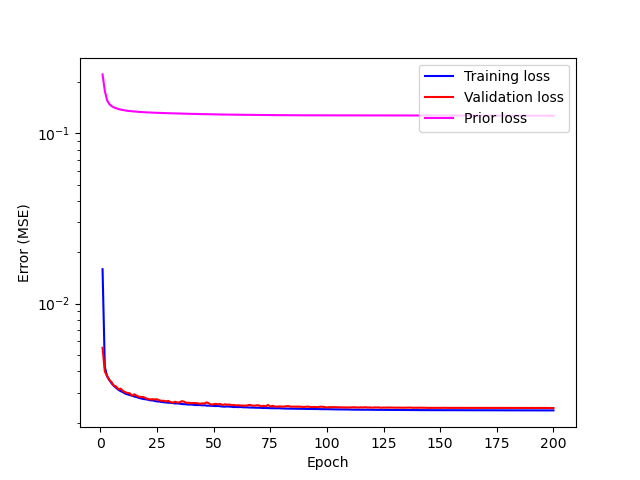 Training loss
Validation loss
Prior loss
10⁻¹
10⁻²
Error (MSE)
0 25 50 75 100 125 150 175 200
Epoch